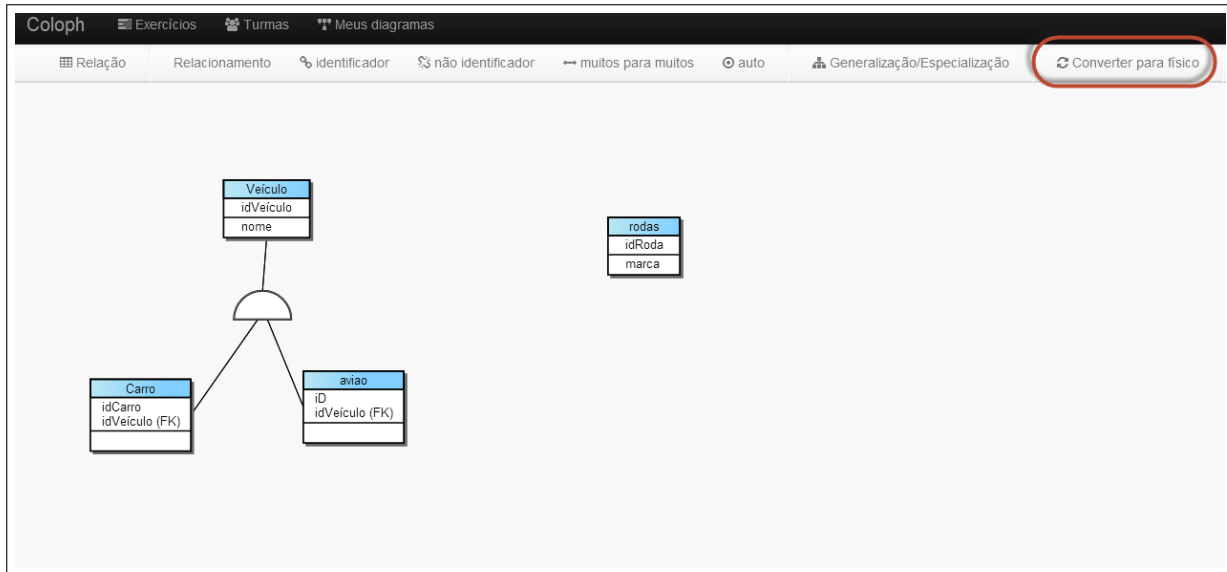 Coloph Exercícios Turmas Meus diagramas
Relação Relacionamento identificador não identificador muitos para muitos auto Generalização/Especialização Converter para físico
Veículo
idVeículo
nome
rodas
idRoda
marca
Carro
idCarro
idVeículo (FK)
aviao
iD
idVeículo (FK)